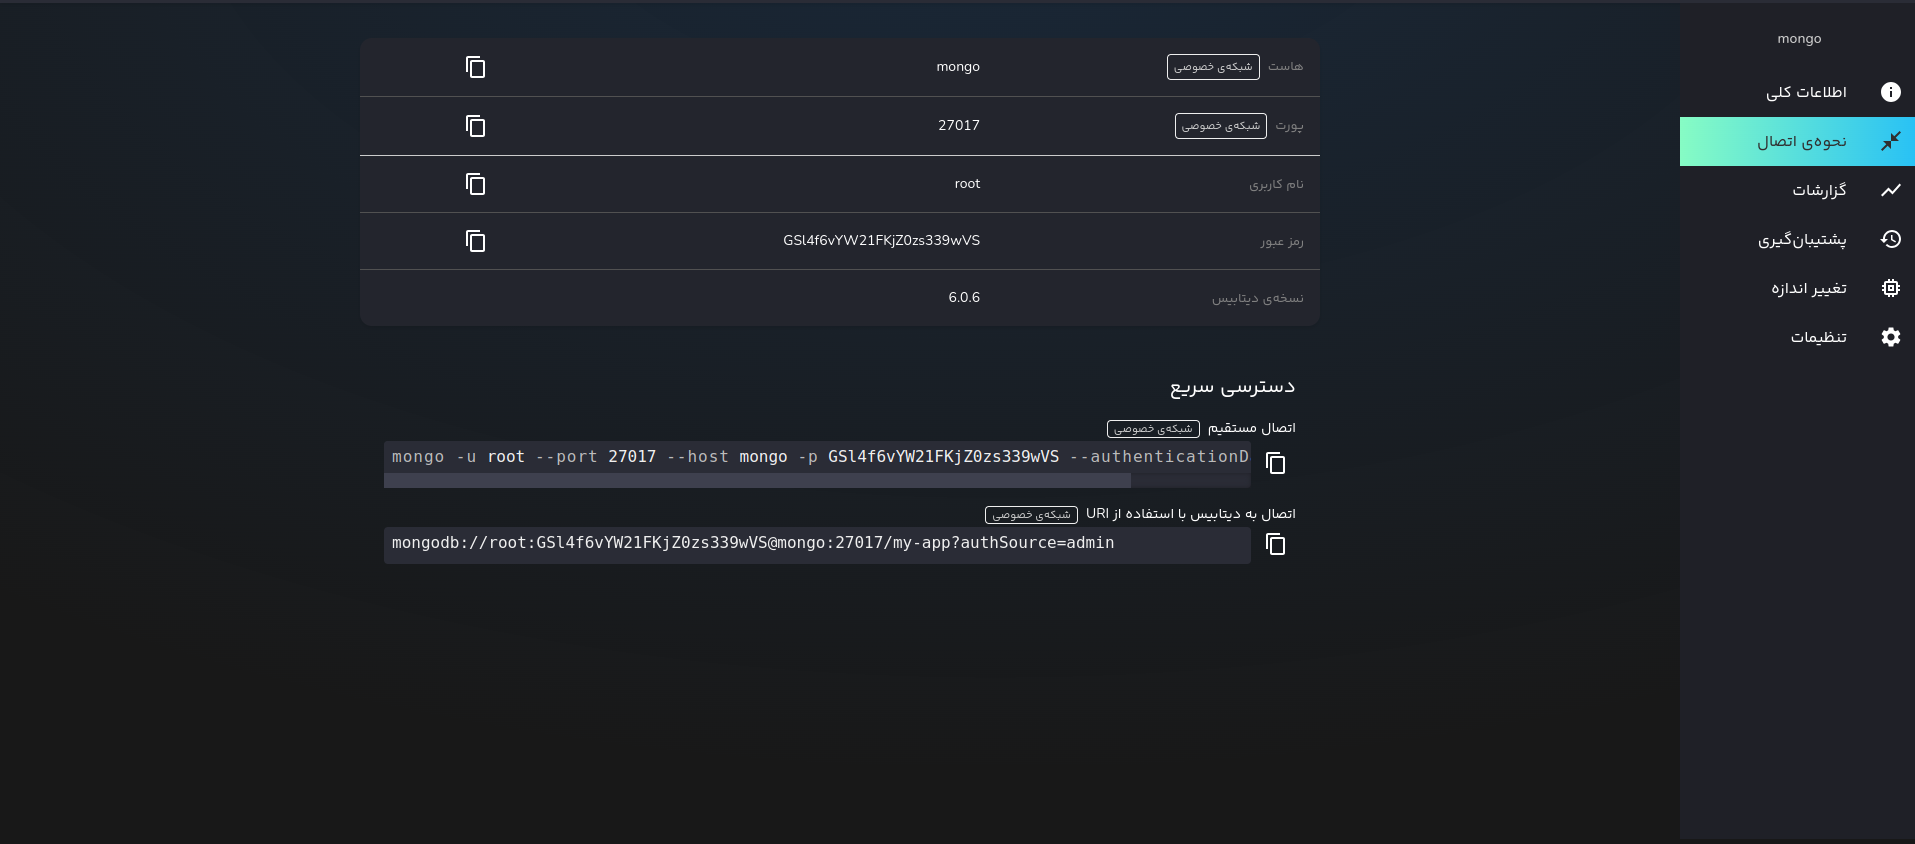 mongo
اطلاعات کلی
نحوه‌ی اتصال
گزارشات
پشتیبان‌گیری
تغییر اندازه
تنظیمات
هاست شبکه‌ی خصوصی mongo
پورت شبکه‌ی خصوصی 27017
نام کاربری root
رمز عبور GSl4f6vYW21FKjZ0zs339wVS
نسخه‌ی دیتابیس 6.0.6
دسترسی سریع
اتصال مستقیم شبکه‌ی خصوصی
mongo -u root --port 27017 --host mongo -p GSl4f6vYW21FKjZ0zs339wVS --authenticationD
اتصال به دیتابیس با استفاده از URI شبکه‌ی خصوصی
mongodb://root:GSl4f6vYW21FKjZ0zs339wVS@mongo:27017/my-app?authSource=admin